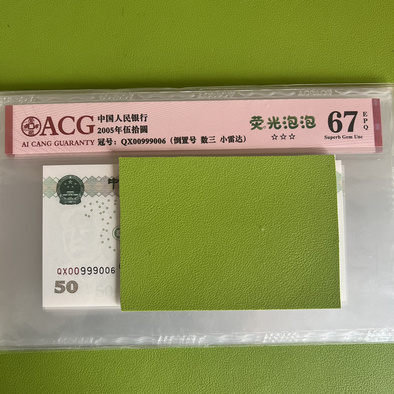 ACG
AI CANG GUARANTY
中国人民银行
2005年伍拾圆
冠号：QX00999006（倒置号 数三 小雷达）
荧光泡泡
☆☆☆
67
EPQ
Superb Gem Unc
中
QX00999006
50